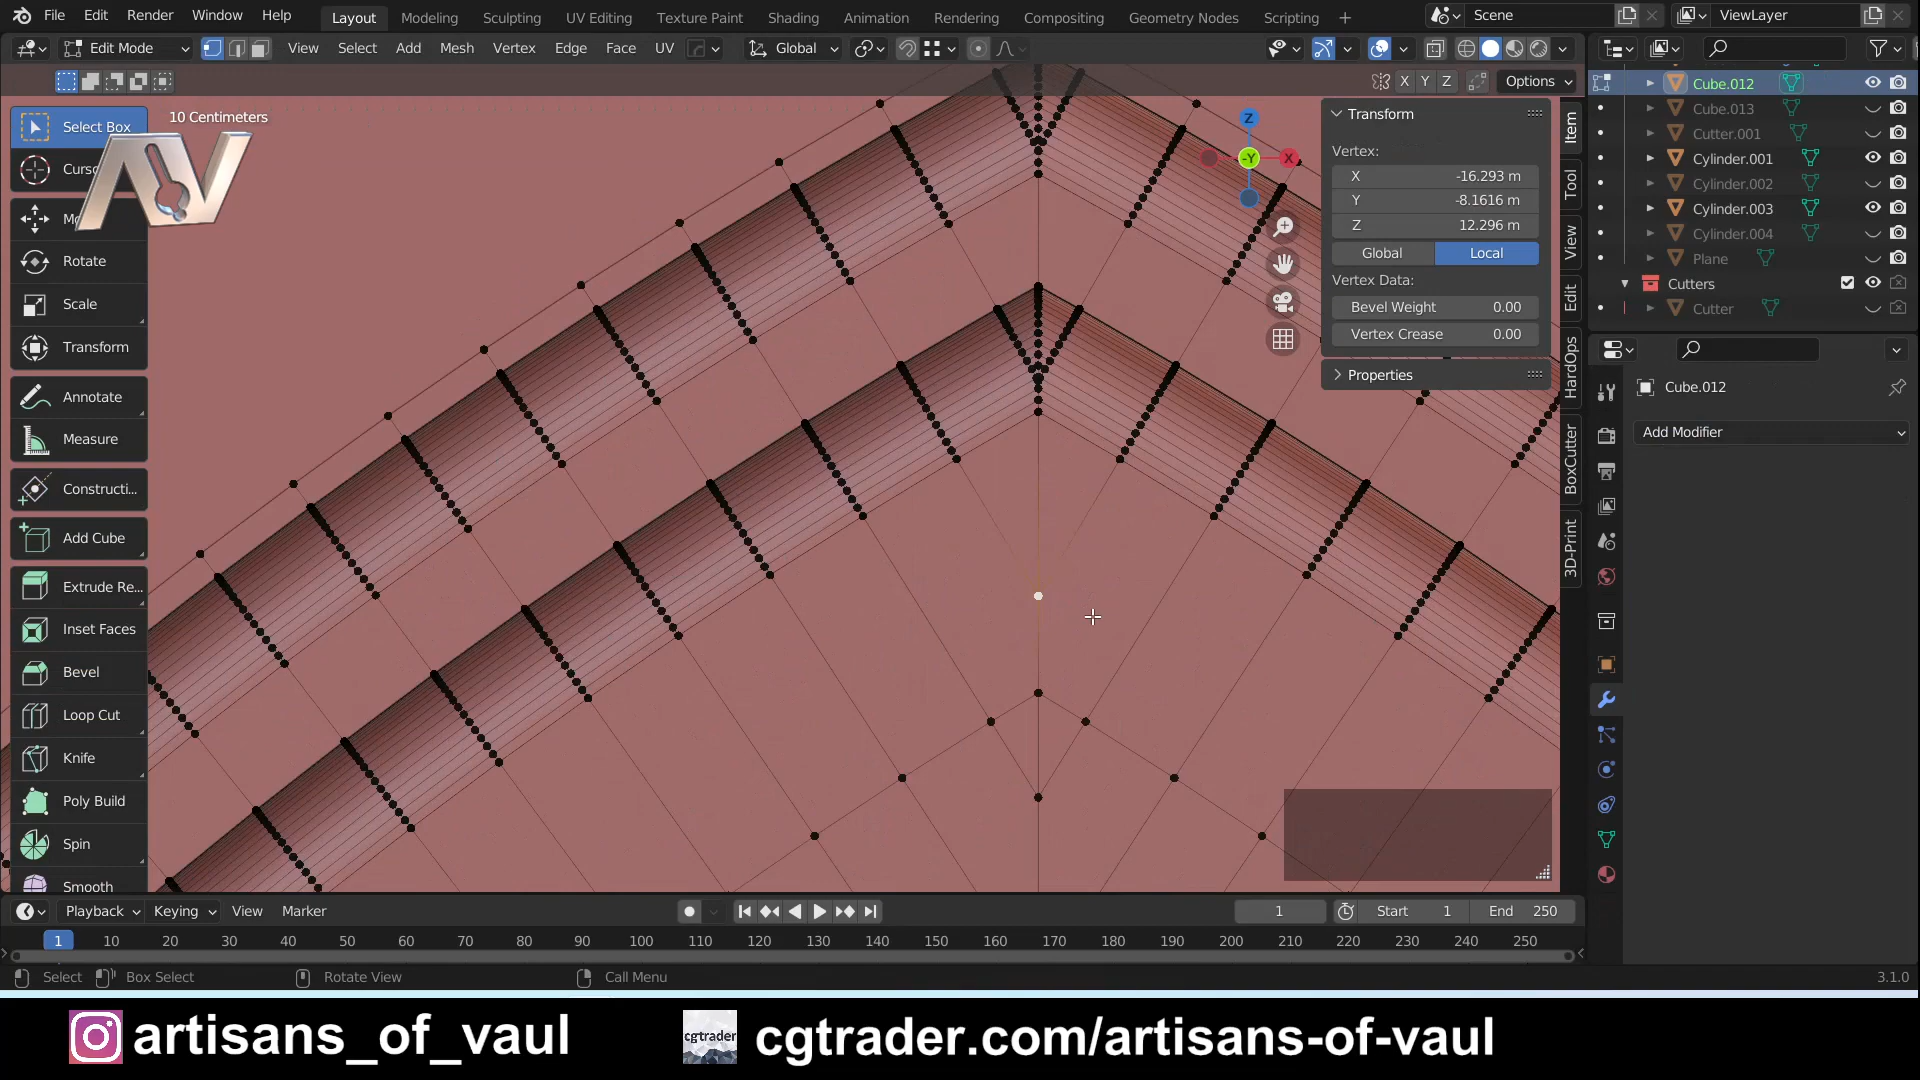 File Edit Render Window Help Layout Modeling Sculpting UV Editing Texture Paint Shading Animation Rendering Compositing Geometry Nodes Scripting + Scene ViewLayer
Edit Mode View Select Add Mesh Vertex Edge Face UV Global
X Y Z Options
10 Centimeters
Select Box
Curso
Mo
Rotate
Scale
Transform
Annotate
Measure
Constructi...
Add Cube
Extrude Re...
Inset Faces
Bevel
Loop Cut
Knife
Poly Build
Spin
Smooth
AV
Z
-Y X
Transform
Vertex:
X -16.293 m
Y -8.1616 m
Z 12.296 m
Global Local
Vertex Data:
Bevel Weight 0.00
Vertex Crease 0.00
Properties
Item
Tool
View
Edit
HardOps
BoxCutter
3D-Print
Cube.012
Cube.013
Cutter.001
Cylinder.001
Cylinder.002
Cylinder.003
Cylinder.004
Plane
Cutters
Cutter
Cube.012
Add Modifier
Playback Keying View Marker 1 Start 1 End 250
1 10 20 30 40 50 60 70 80 90 100 110 120 130 140 150 160 170 180 190 200 210 220 230 240 250
Select Box Select Rotate View Call Menu 3.1.0
artisans_of_vaul cgtrader cgtrader.com/artisans-of-vaul